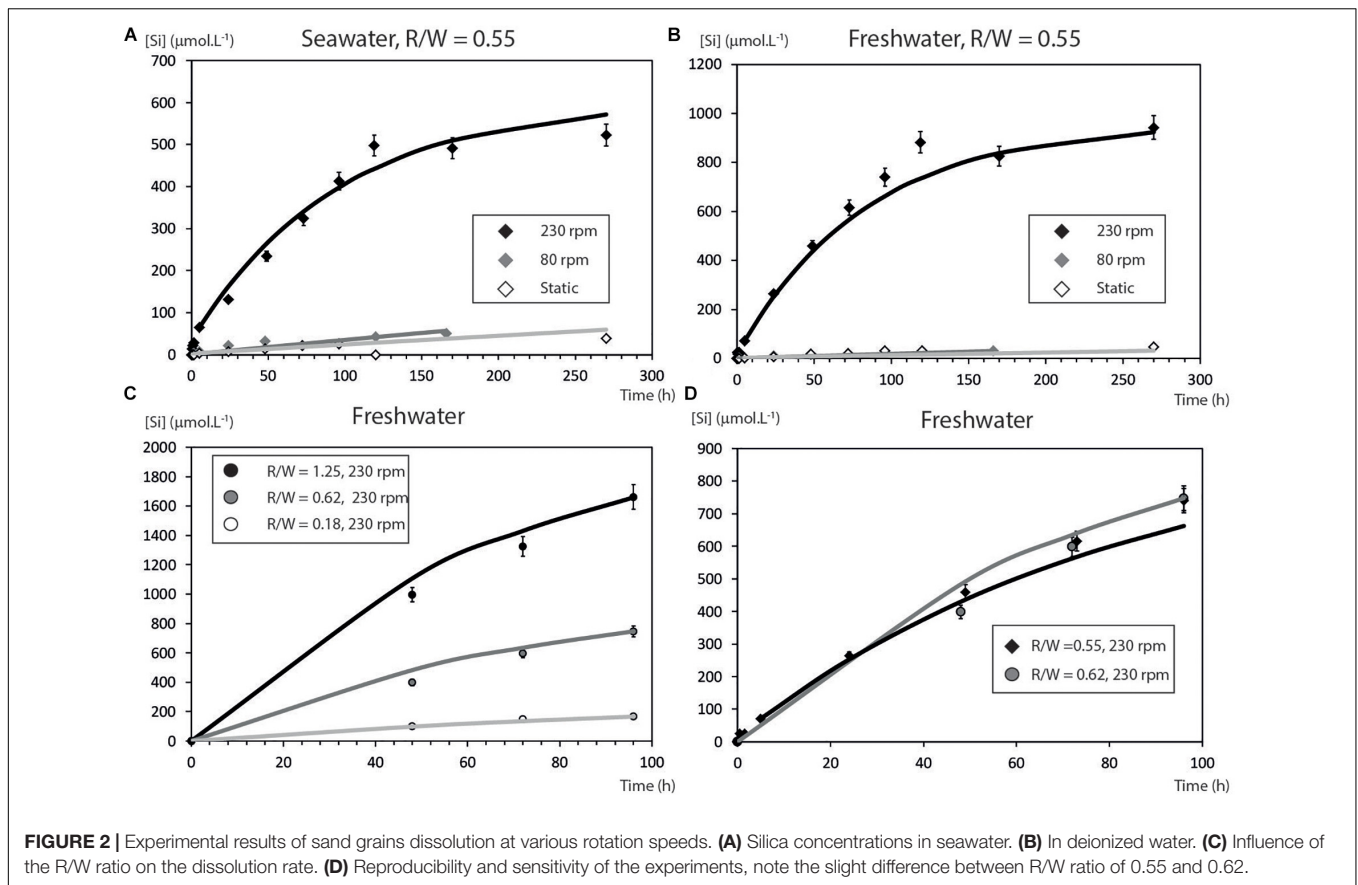 A
[Si] (µmol.L⁻¹)
Seawater, R/W = 0.55
700
600
500
400
300
200
100
0
230 rpm
80 rpm
Static
0
50
100
150
200
250
300
Time (h)
B
[Si] (µmol.L⁻¹)
Freshwater, R/W = 0.55
1200
1000
800
600
400
200
0
230 rpm
80 rpm
Static
0
50
100
150
200
250
300
Time (h)
C
[Si] (µmol.L⁻¹)
Freshwater
2000
1800
1600
1400
1200
1000
800
600
400
200
0
R/W = 1.25, 230 rpm
R/W = 0.62, 230 rpm
R/W = 0.18, 230 rpm
0
20
40
60
80
100
Time (h)
D
[Si] (µmol.L⁻¹)
Freshwater
900
800
700
600
500
400
300
200
100
0
R/W =0.55, 230 rpm
R/W = 0.62, 230 rpm
0
20
40
60
80
100
Time (h)
FIGURE 2 | Experimental results of sand grains dissolution at various rotation speeds. (A) Silica concentrations in seawater. (B) In deionized water. (C) Influence of
the R/W ratio on the dissolution rate. (D) Reproducibility and sensitivity of the experiments, note the slight difference between R/W ratio of 0.55 and 0.62.